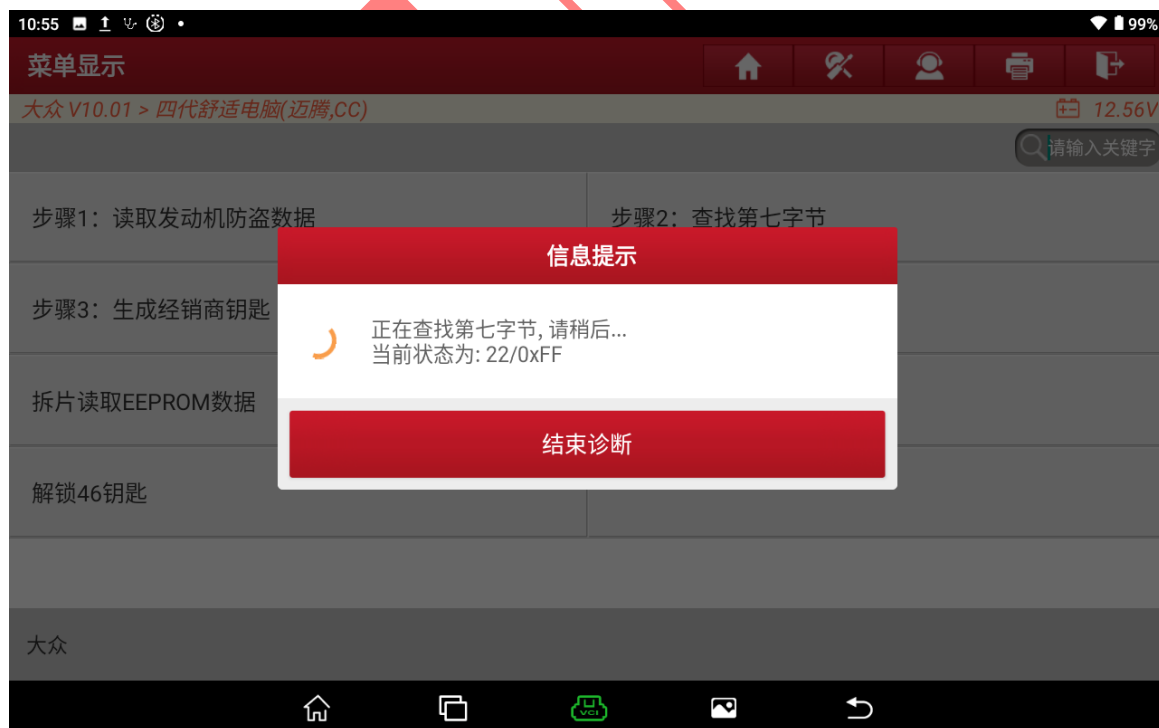 10:55
99%
菜单显示
大众 V10.01 > 四代舒适电脑(迈腾,CC)
12.56V
请输入关键字
步骤1：读取发动机防盗数据
步骤2：查找第七字节
信息提示
步骤3：生成经销商钥匙
正在查找第七字节, 请稍后...
当前状态为: 22/0xFF
拆片读取EEPROM数据
结束诊断
解锁46钥匙
大众
VCI